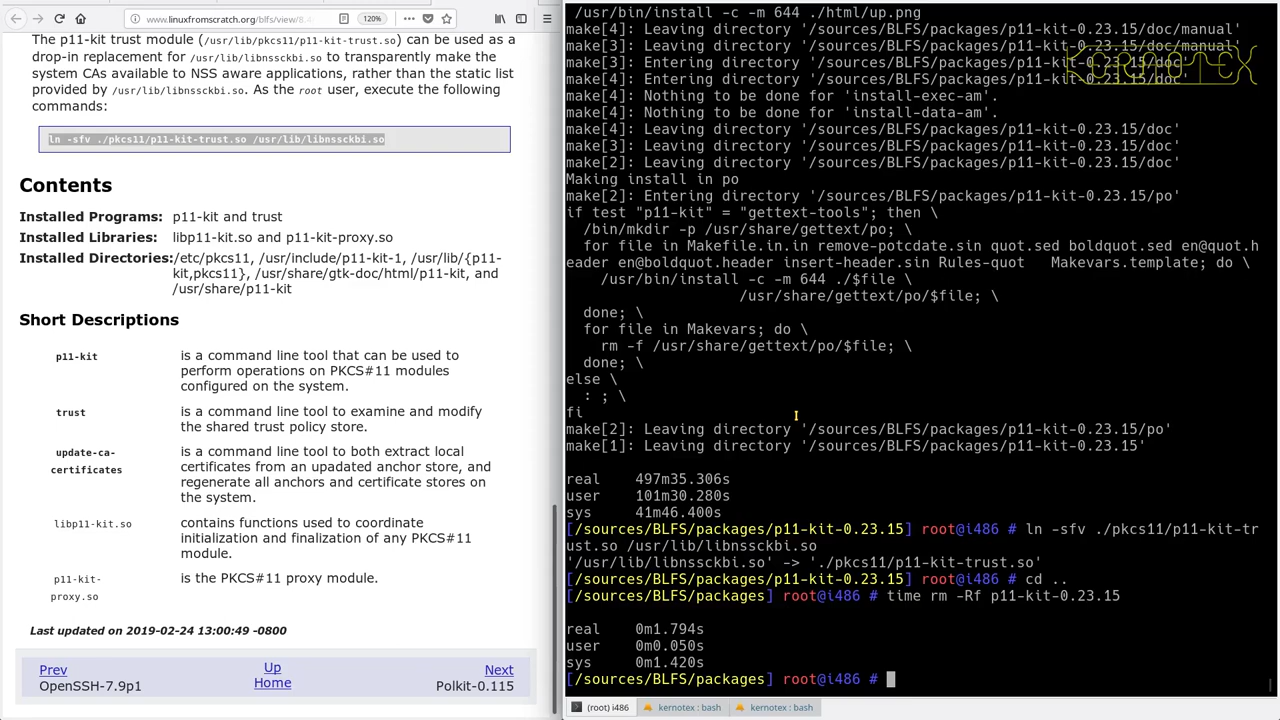 www.linuxfromscratch.org/blfs/view/8.4
120%
The p11-kit trust module (/usr/lib/pkcs11/p11-kit-trust.so) can be used as a
drop-in replacement for /usr/lib/libnssckbi.so to transparently make the
system CAs available to NSS aware applications, rather than the static list
provided by /usr/lib/libnssckbi.so. As the root user, execute the following
commands:
ln -sfv ./pkcs11/p11-kit-trust.so /usr/lib/libnssckbi.so
Contents
Installed Programs: p11-kit and trust
Installed Libraries: libp11-kit.so and p11-kit-proxy.so
Installed Directories: /etc/pkcs11, /usr/include/p11-kit-1, /usr/lib/{p11-
kit,pkcs11}, /usr/share/gtk-doc/html/p11-kit, and
/usr/share/p11-kit
Short Descriptions
p11-kit is a command line tool that can be used to
perform operations on PKCS#11 modules
configured on the system.
trust is a command line tool to examine and modify
the shared trust policy store.
update-ca- is a command line tool to both extract local
certificates certificates from an upadated anchor store, and
regenerate all anchors and certificate stores on
the system.
libp11-kit.so contains functions used to coordinate
initialization and finalization of any PKCS#11
module.
p11-kit- is the PKCS#11 proxy module.
proxy.so
Last updated on 2019-02-24 13:00:49 -0800
Prev Up Next
OpenSSH-7.9p1 Home Polkit-0.115
/usr/bin/install -c -m 644 ./html/up.png
make[4]: Leaving directory '/sources/BLFS/packages/p11-kit-0.23.15/doc/manual'
make[3]: Leaving directory '/sources/BLFS/packages/p11-kit-0.23.15/doc/manual'
make[3]: Entering directory '/sources/BLFS/packages/p11-kit-0.23.15/doc'
make[4]: Entering directory '/sources/BLFS/packages/p11-kit-0.23.15/doc'
make[4]: Nothing to be done for 'install-exec-am'.
make[4]: Nothing to be done for 'install-data-am'.
make[4]: Leaving directory '/sources/BLFS/packages/p11-kit-0.23.15/doc'
make[3]: Leaving directory '/sources/BLFS/packages/p11-kit-0.23.15/doc'
make[2]: Leaving directory '/sources/BLFS/packages/p11-kit-0.23.15/doc'
Making install in po
make[2]: Entering directory '/sources/BLFS/packages/p11-kit-0.23.15/po'
if test "p11-kit" = "gettext-tools"; then \
/bin/mkdir -p /usr/share/gettext/po; \
for file in Makefile.in.in remove-potcdate.sin quot.sed boldquot.sed en@quot.h
eader en@boldquot.header insert-header.sin Rules-quot Makevars.template; do \
/usr/bin/install -c -m 644 ./$file \
/usr/share/gettext/po/$file; \
done; \
for file in Makevars; do \
rm -f /usr/share/gettext/po/$file; \
done; \
else \
: ; \
fi
make[2]: Leaving directory '/sources/BLFS/packages/p11-kit-0.23.15/po'
make[1]: Leaving directory '/sources/BLFS/packages/p11-kit-0.23.15'
real 497m35.306s
user 101m30.280s
sys 41m46.400s
[/sources/BLFS/packages/p11-kit-0.23.15] root@i486 # ln -sfv ./pkcs11/p11-kit-tr
ust.so /usr/lib/libnssckbi.so
'/usr/lib/libnssckbi.so' -> './pkcs11/p11-kit-trust.so'
[/sources/BLFS/packages/p11-kit-0.23.15] root@i486 # cd ..
[/sources/BLFS/packages] root@i486 # time rm -Rf p11-kit-0.23.15
real 0m1.794s
user 0m0.050s
sys 0m1.420s
[/sources/BLFS/packages] root@i486 #
(root) i486 kernotex : bash kernotex : bash
KERNOTEX